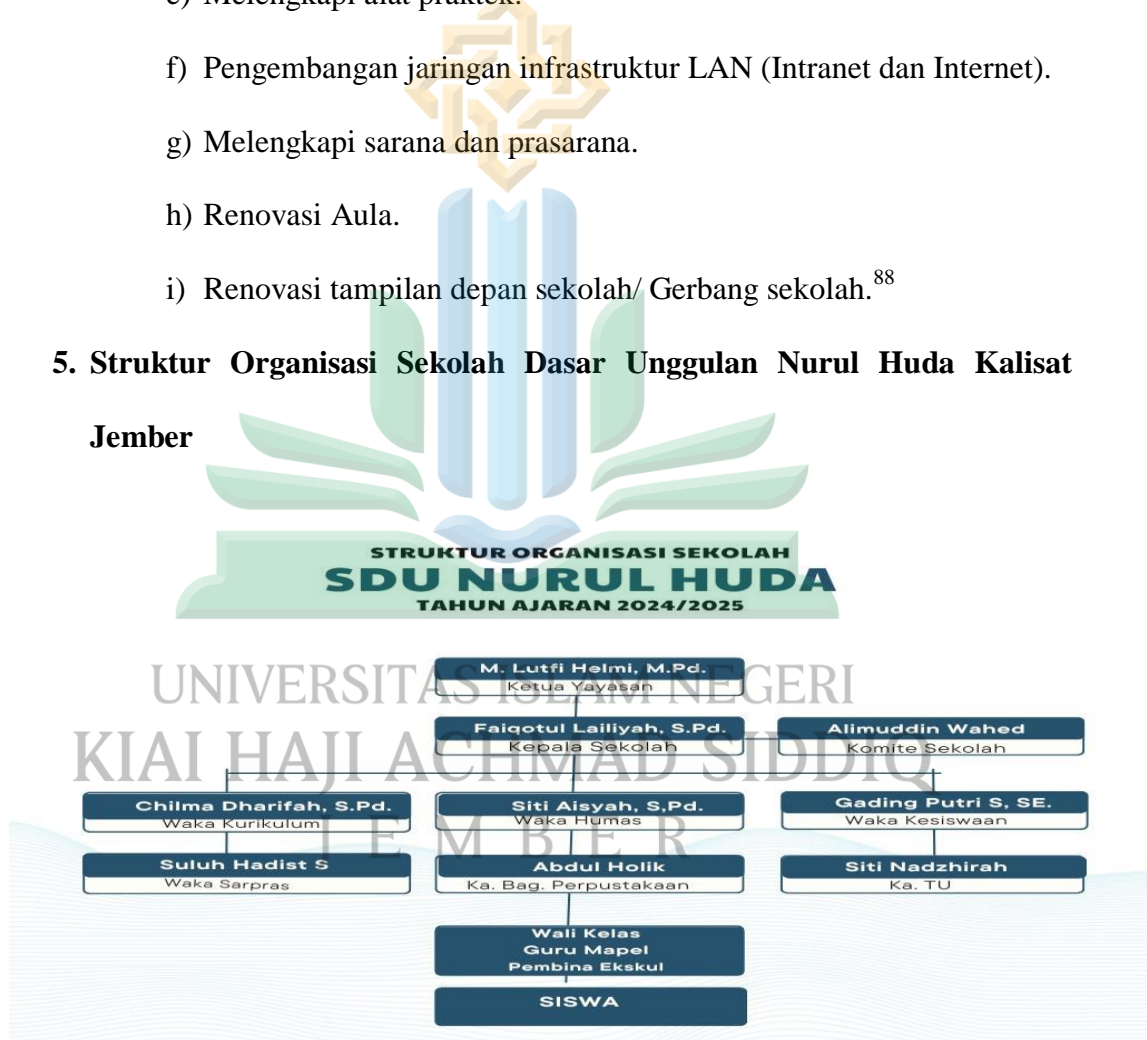 e) Melengkapi alat praktek.
f) Pengembangan jaringan infrastruktur LAN (Intranet dan Internet).
g) Melengkapi sarana dan prasarana.
h) Renovasi Aula.
i) Renovasi tampilan depan sekolah/ Gerbang sekolah.88
5. Struktur Organisasi Sekolah Dasar Unggulan Nurul Huda Kalisat
Jember
STRUKTUR ORGANISASI SEKOLAH
SDU NURUL HUDA
TAHUN AJARAN 2024/2025
UNIVERSITAS ISLAM NEGERI
KIAI HAJI ACHMAD SIDDIQ
JEMBER
M. Lutfi Helmi, M.Pd.
Ketua Yayasan
Faiqotul Lailiyah, S.Pd.
Kepala Sekolah
Alimuddin Wahed
Komite Sekolah
Chilma Dharifah, S.Pd.
Waka Kurikulum
Siti Aisyah, S,Pd.
Waka Humas
Gading Putri S, SE.
Waka Kesiswaan
Suluh Hadist S
Waka Sarpras
Abdul Holik
Ka. Bag. Perpustakaan
Siti Nadzhirah
Ka. TU
Wali Kelas
Guru Mapel
Pembina Ekskul
SISWA